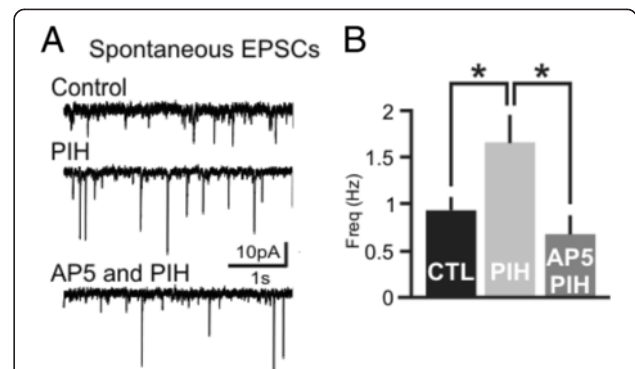 A
Spontaneous EPSCs
Control
PIH
10pA
1s
AP5 and PIH
B
*
*
Freq (Hz)
2
1.5
1
0.5
0
CTL
PIH
AP5
PIH